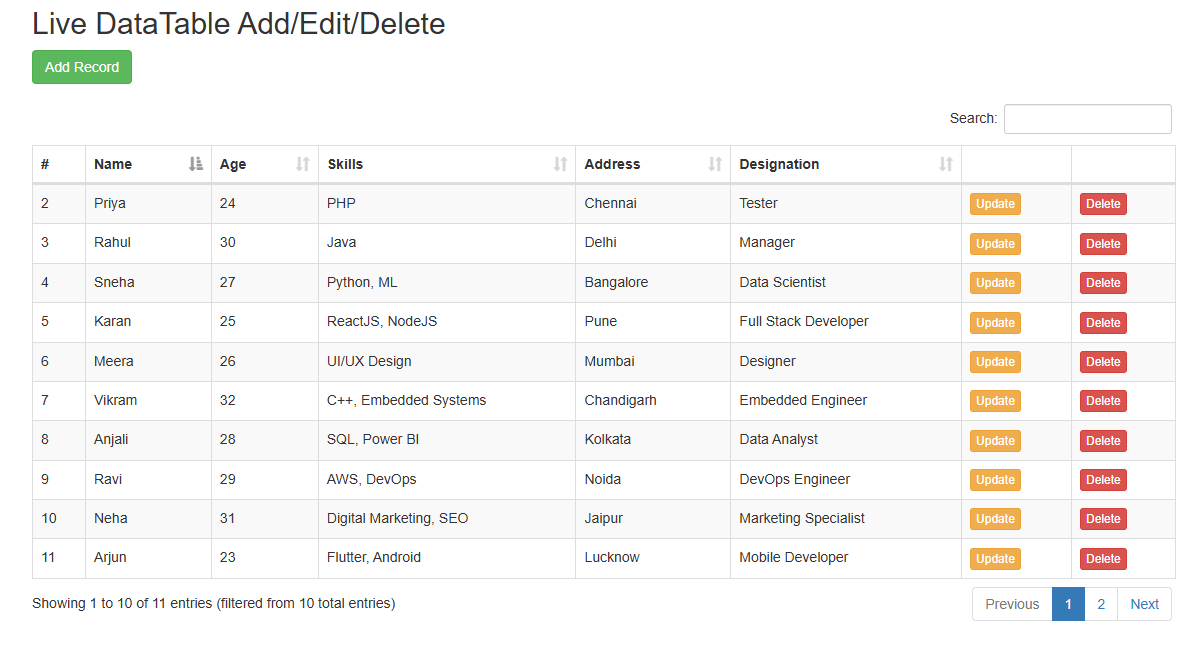 Live DataTable Add/Edit/Delete
Add Record
Search:
# Name Age Skills Address Designation
2 Priya 24 PHP Chennai Tester Update Delete
3 Rahul 30 Java Delhi Manager Update Delete
4 Sneha 27 Python, ML Bangalore Data Scientist Update Delete
5 Karan 25 ReactJS, NodeJS Pune Full Stack Developer Update Delete
6 Meera 26 UI/UX Design Mumbai Designer Update Delete
7 Vikram 32 C++, Embedded Systems Chandigarh Embedded Engineer Update Delete
8 Anjali 28 SQL, Power BI Kolkata Data Analyst Update Delete
9 Ravi 29 AWS, DevOps Noida DevOps Engineer Update Delete
10 Neha 31 Digital Marketing, SEO Jaipur Marketing Specialist Update Delete
11 Arjun 23 Flutter, Android Lucknow Mobile Developer Update Delete
Showing 1 to 10 of 11 entries (filtered from 10 total entries) Previous 1 2 Next